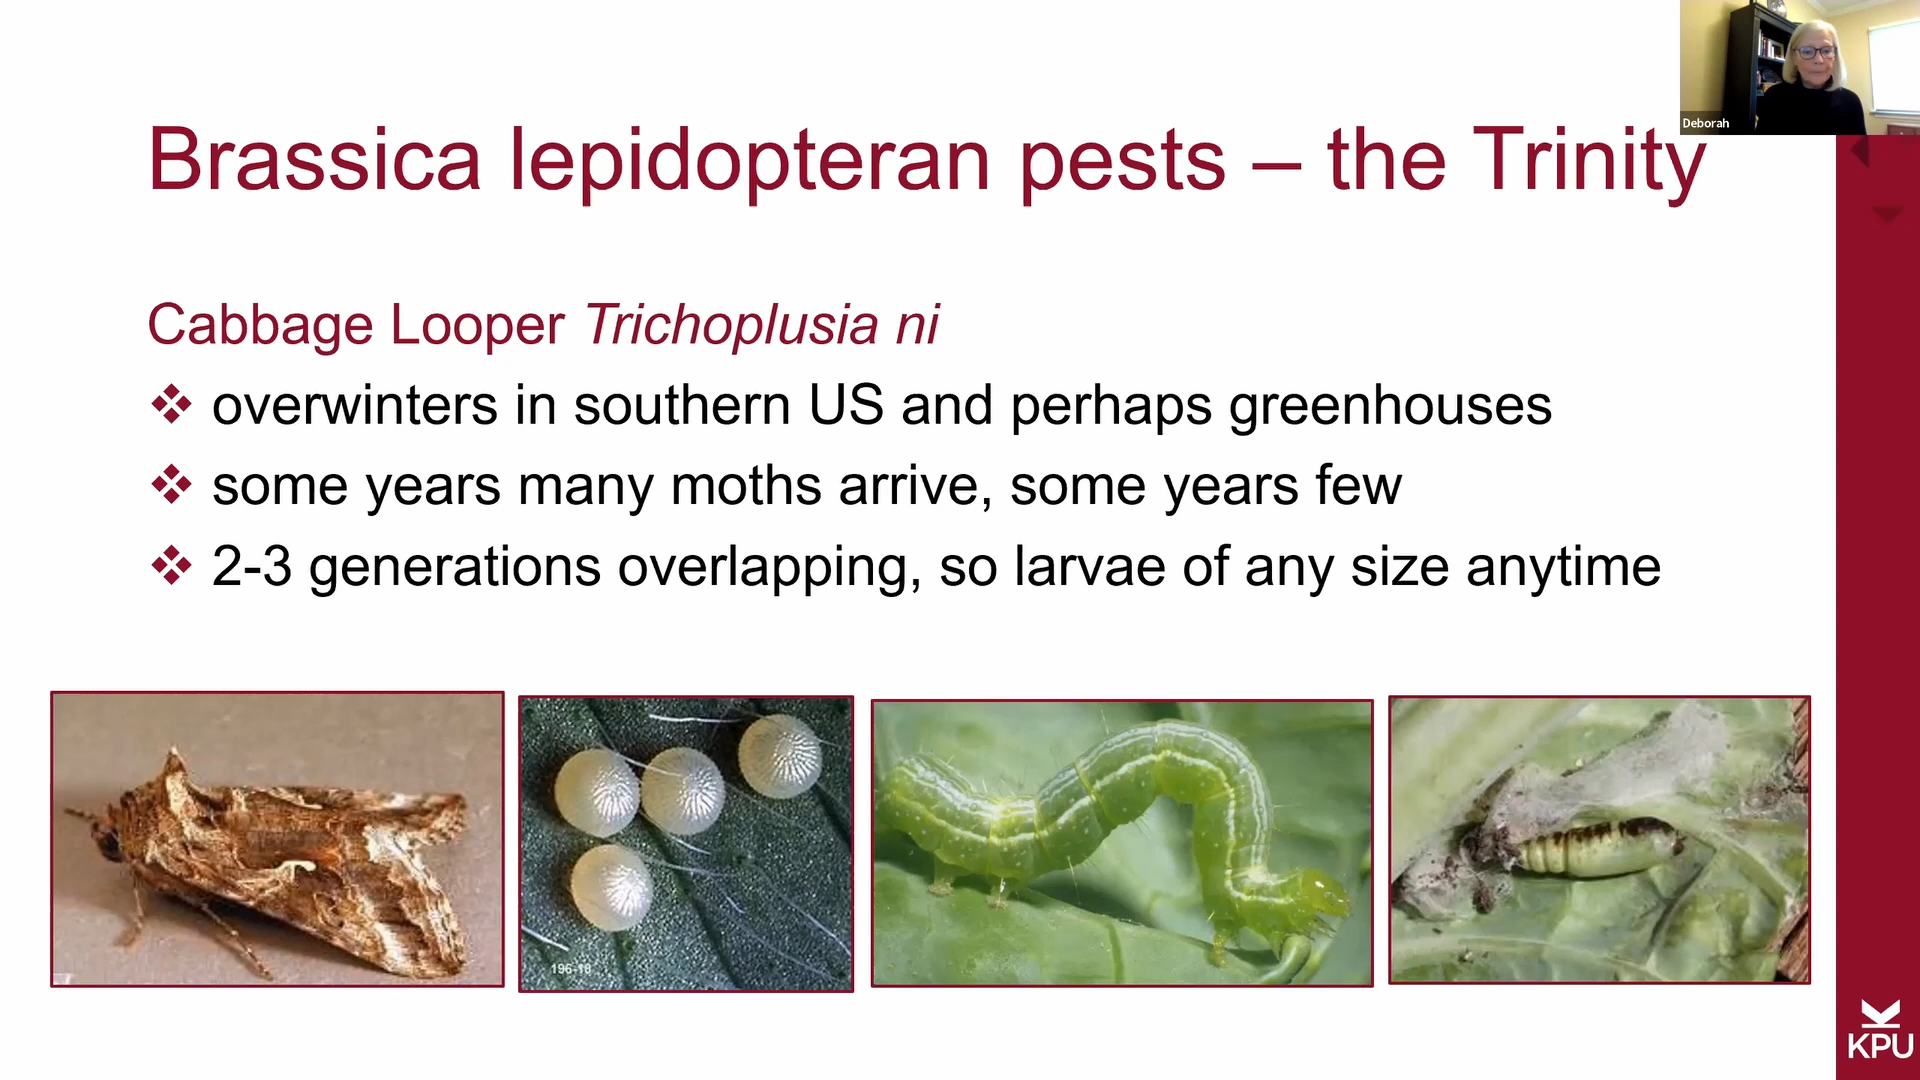 Deborah
Brassica lepidopteran pests – the Trinity
Cabbage Looper Trichoplusia ni
❖ overwinters in southern US and perhaps greenhouses
❖ some years many moths arrive, some years few
❖ 2-3 generations overlapping, so larvae of any size anytime
196-18
KPU